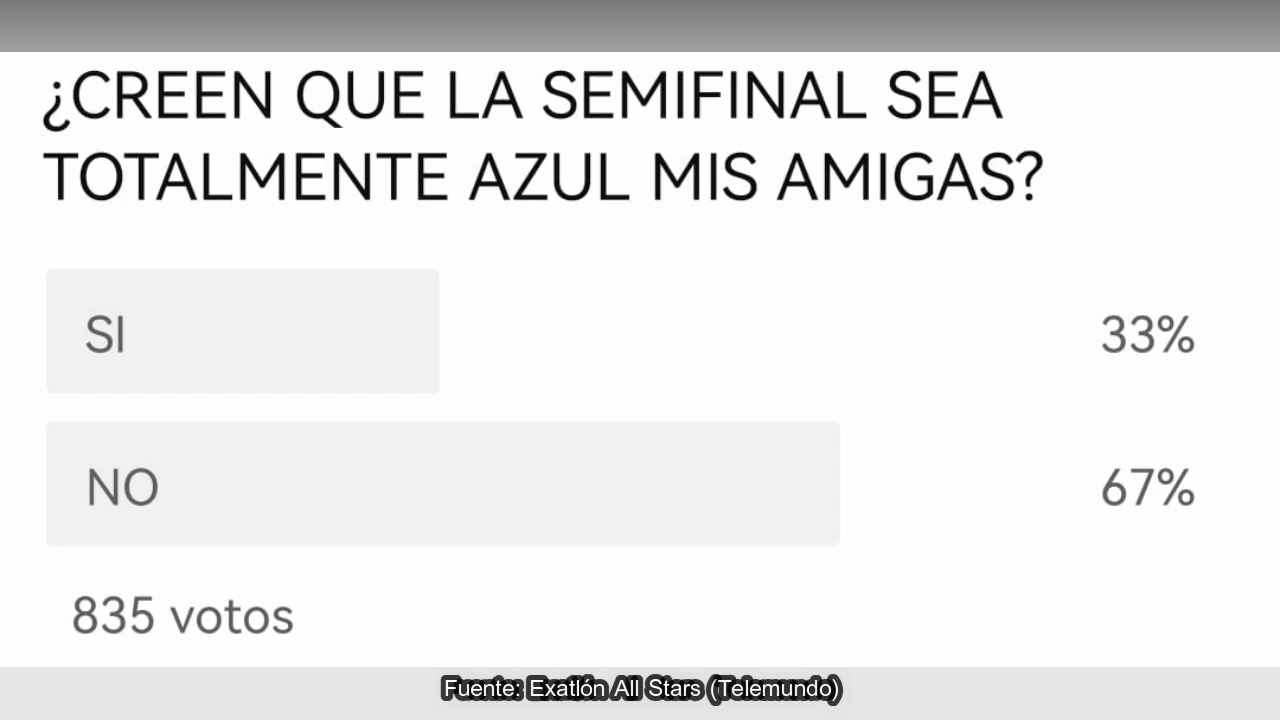 ¿CREEN QUE LA SEMIFINAL SEA
TOTALMENTE AZUL MIS AMIGAS?
SI 33%
NO 67%
835 votos
Fuente: Exatlón All Stars (Telemundo)